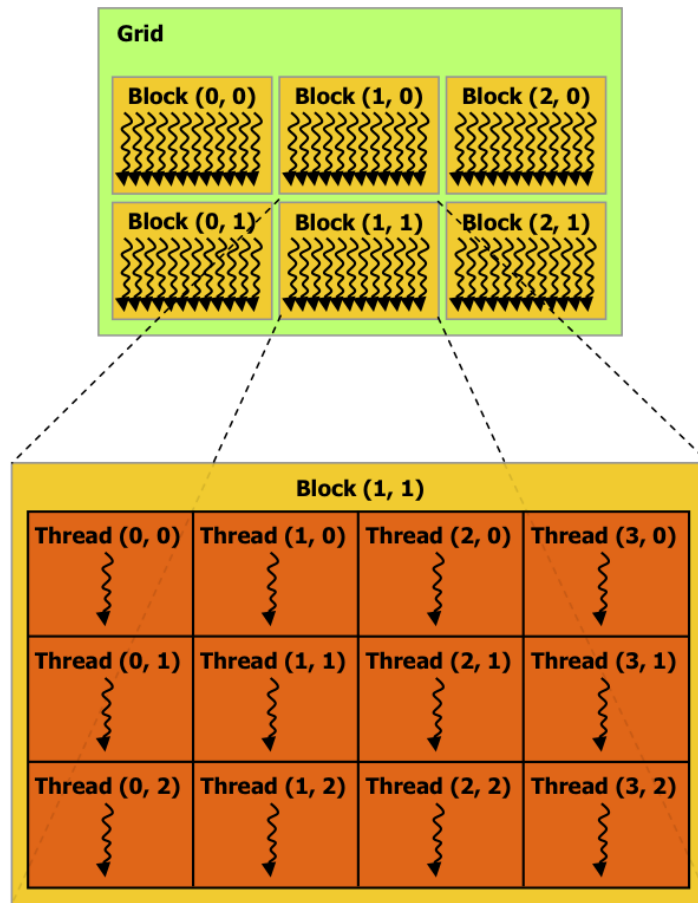 Grid
Block (0, 0) Block (1, 0) Block (2, 0)
Block (0, 1) Block (1, 1) Block (2, 1)
Block (1, 1)
Thread (0, 0) Thread (1, 0) Thread (2, 0) Thread (3, 0)
Thread (0, 1) Thread (1, 1) Thread (2, 1) Thread (3, 1)
Thread (0, 2) Thread (1, 2) Thread (2, 2) Thread (3, 2)